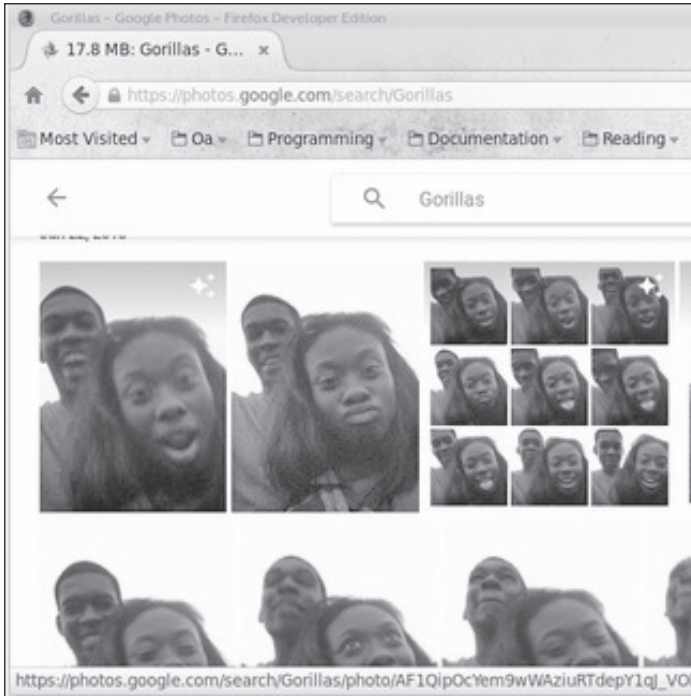 Gorillas - Google Photos - Firefox Developer Edition
17.8 MB: Gorillas - G... ×
https://photos.google.com/search/Gorillas
Most Visited Oa Programming Documentation Reading
Gorillas
https://photos.google.com/search/Gorillas/photo/AF1QipOcYem9wWAziuRTdepY1qJ_VO